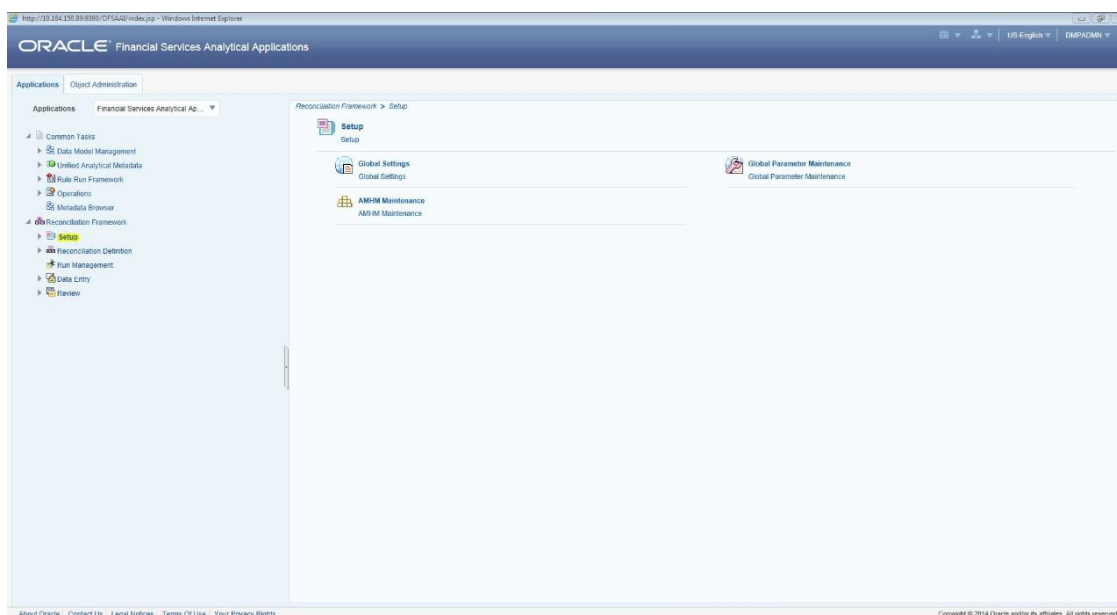 http://10.184.150.89:8080/OFSAAI/index.jsp - Windows Internet Explorer
ORACLE® Financial Services Analytical Applications
US-English
DMPADMN
Applications
Object Administration
Applications
Financial Services Analytical Ap...
Common Tasks
Data Model Management
Unified Analytical Metadata
Rule Run Framework
Operations
Metadata Browser
Reconciliation Framework
Setup
Reconciliation Definition
Run Management
Data Entry
Review
Reconciliation Framework > Setup
Setup
Setup
Global Settings
Global Settings
Global Parameter Maintenance
Global Parameter Maintenance
AMHM Maintenance
AMHM Maintenance
About Oracle | Contact Us | Legal Notices Terms Of Use Your Privacy Rights
Copyright © 2014 Oracle and/or its affiliates. All rights reserved